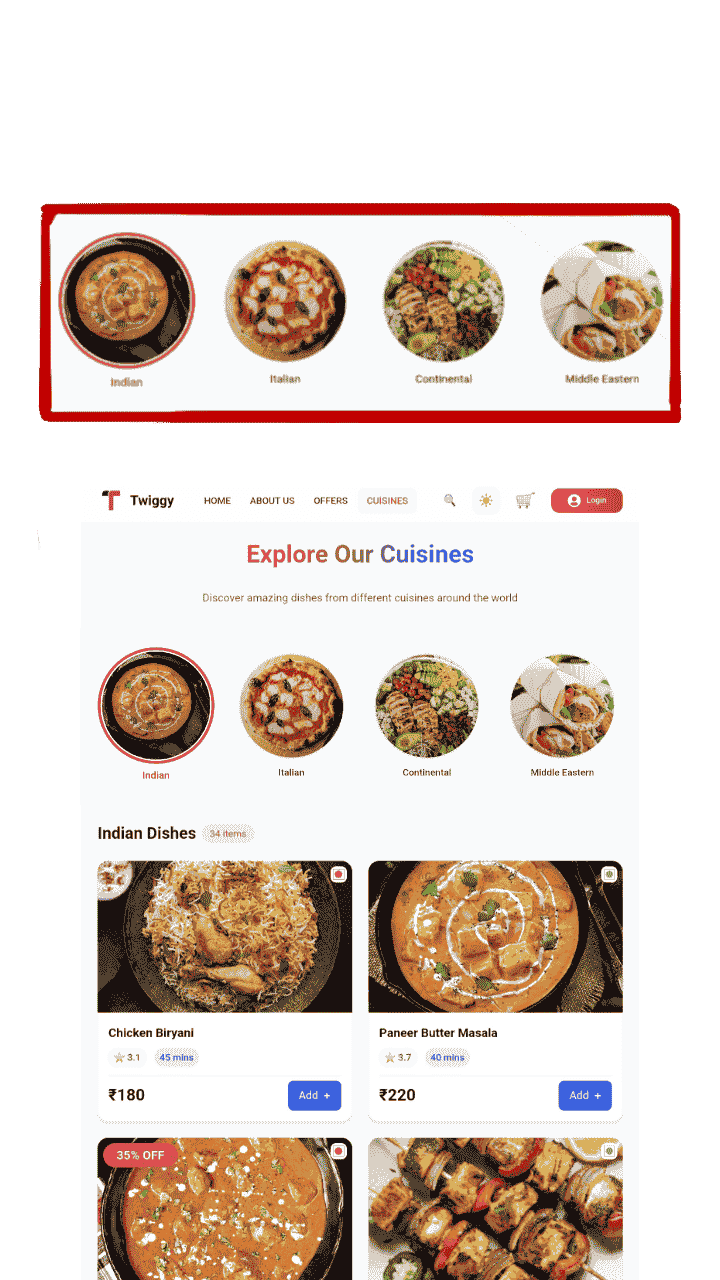 Indian Italian Continental Middle Eastern
Twiggy HOME ABOUT US OFFERS CUISINES Login
Explore Our Cuisines
Discover amazing dishes from different cuisines around the world
Indian Italian Continental Middle Eastern
Indian Dishes 34 items
Chicken Biryani
3.1 45 mins
₹180 Add +
Paneer Butter Masala
3.7 40 mins
₹220 Add +
35% OFF